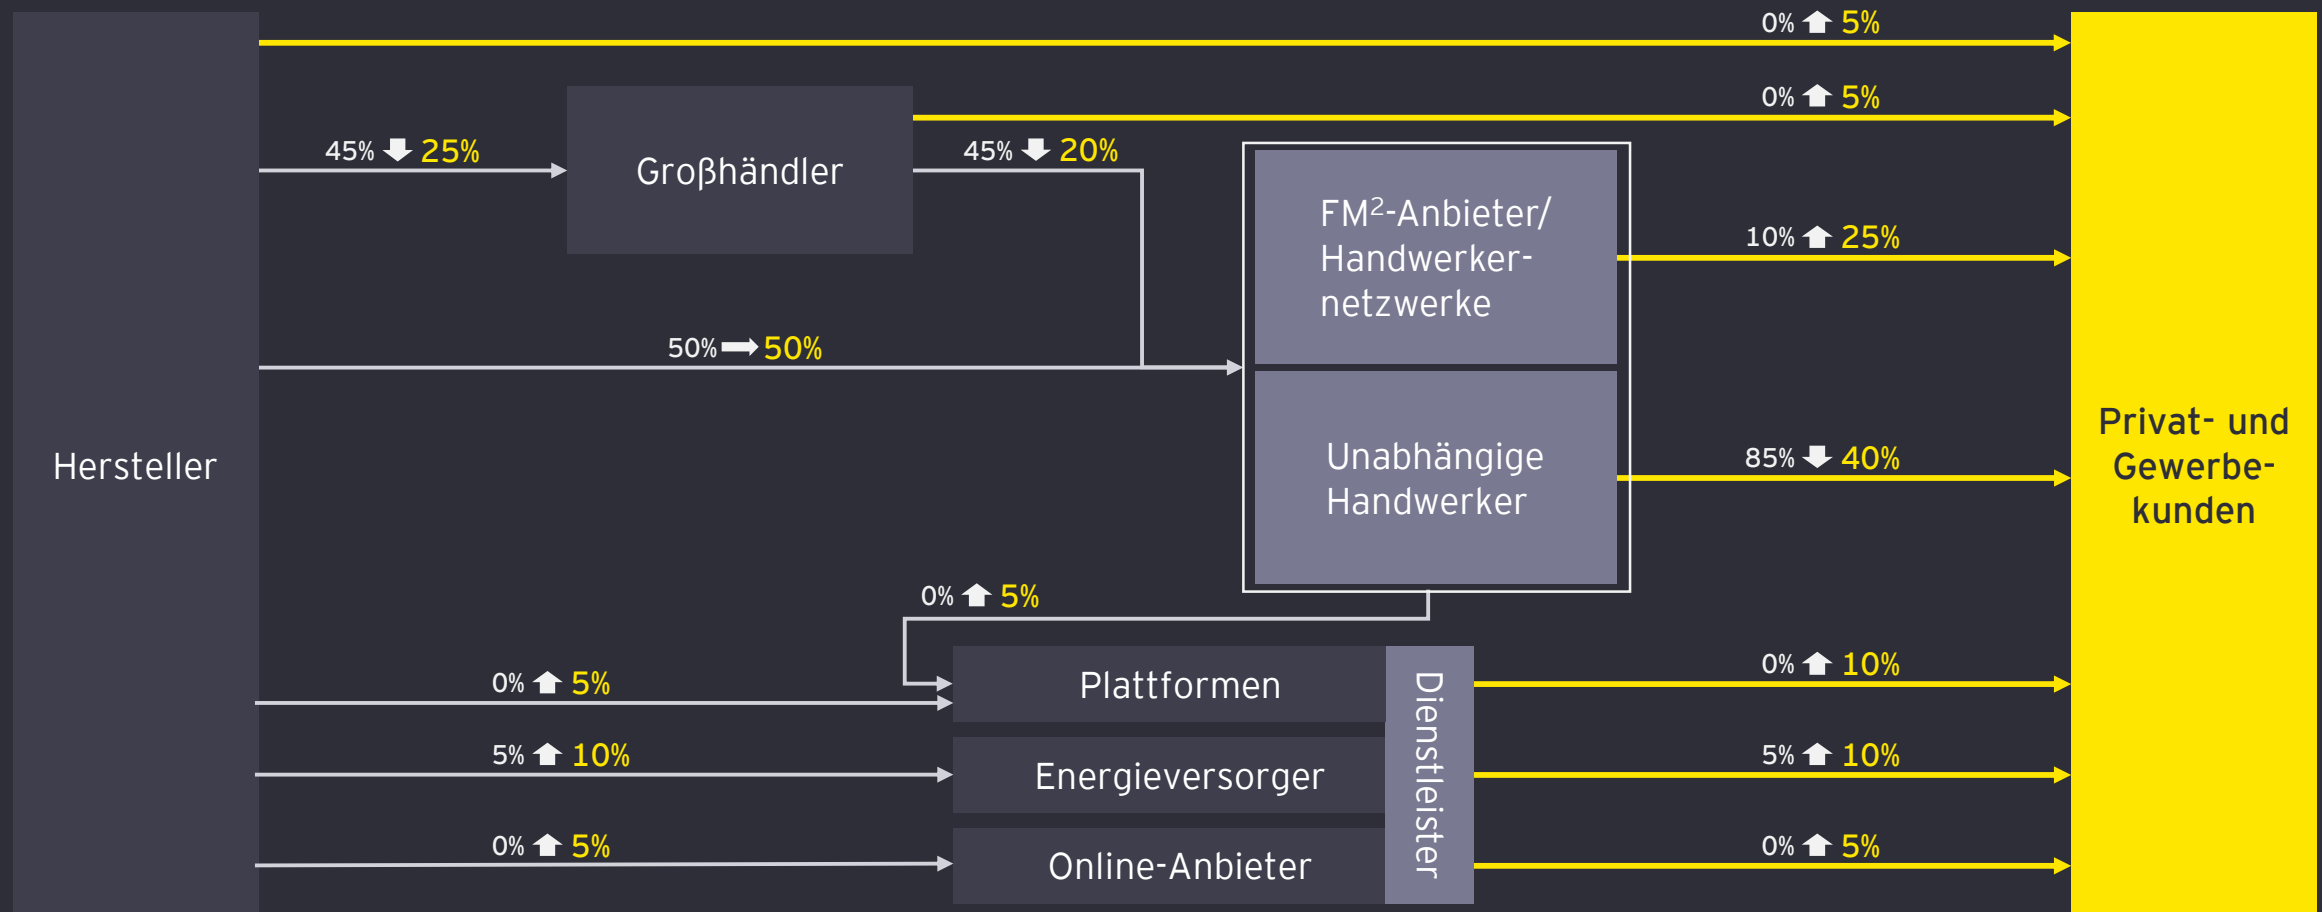 0% 5%
0% 5%
45% 25%
Großhändler
45% 20%
FM²-Anbieter/
Handwerker-
netzwerke
10% 25%
50% 50%
Hersteller
Unabhängige
Handwerker
85% 40%
Privat- und
Gewerbe-
kunden
0% 5%
0% 5%
Plattformen
Dienstleister
0% 10%
5% 10%
Energieversorger
5% 10%
0% 5%
Online-Anbieter
0% 5%